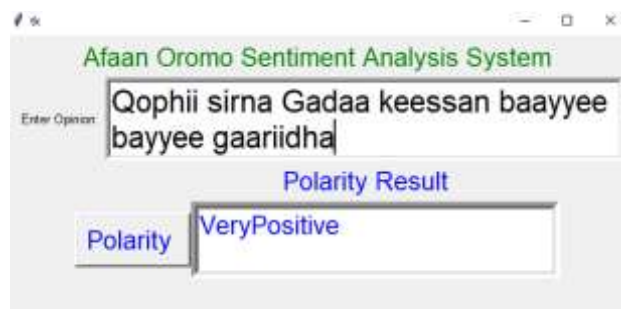 tk
Afaan Oromo Sentiment Analysis System
Enter Opinion
Qophii sirna Gadaa keessan baayyee
bayyee gaariidha
Polarity Result
Polarity
VeryPositive